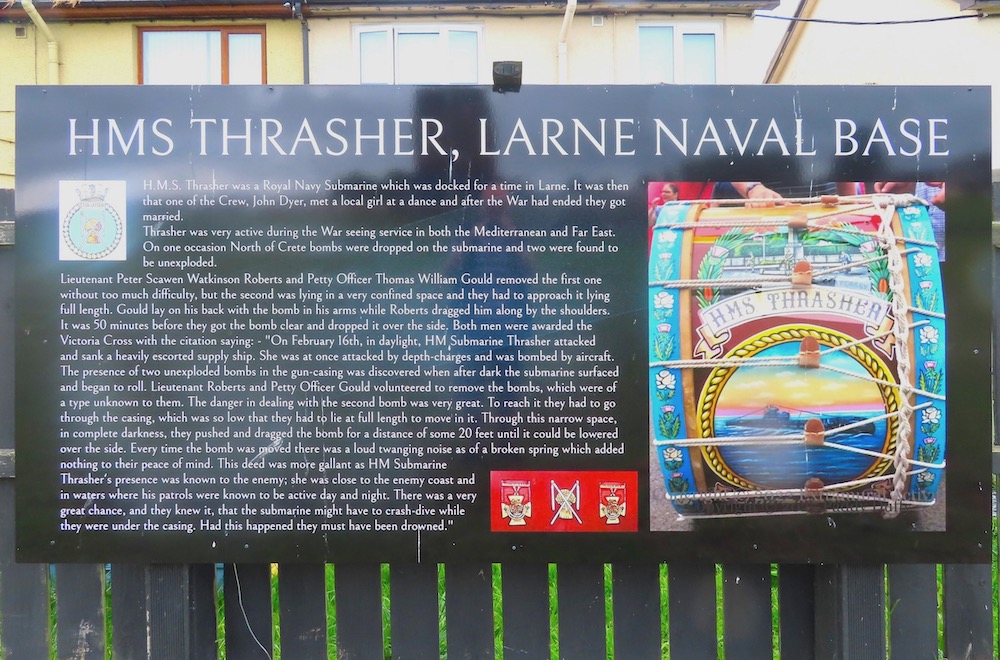 HMS THRASHER, LARNE NAVAL BASE
H.M.S. Thrasher was a Royal Navy Submarine which was docked for a time in Larne. It was then
that one of the Crew, John Dyer, met a local girl at a dance and after the War had ended they got
married.
Thrasher was very active during the War seeing service in both the Mediterranean and Far East.
On one occasion North of Crete bombs were dropped on the submarine and two were found to
be unexploded.
Lieutenant Peter Scawen Watkinson Roberts and Petty Officer Thomas William Gould removed the first one
without too much difficulty, but the second was lying in a very confined space and they had to approach it lying
full length. Gould lay on his back with the bomb in his arms while Roberts dragged him along by the shoulders.
It was 50 minutes before they got the bomb clear and dropped it over the side. Both men were awarded the
Victoria Cross with the citation saying: - "On February 16th, in daylight, HM Submarine Thrasher attacked
and sank a heavily escorted supply ship. She was at once attacked by depth-charges and was bombed by aircraft.
The presence of two unexploded bombs in the gun-casing was discovered when after dark the submarine surfaced
and began to roll. Lieutenant Roberts and Petty Officer Gould volunteered to remove the bombs, which were of
a type unknown to them. The danger in dealing with the second bomb was very great. To reach it they had to go
through the casing, which was so low that they had to lie at full length to move in it. Through this narrow space,
in complete darkness, they pushed and dragged the bomb for a distance of some 20 feet until it could be lowered
over the side. Every time the bomb was moved there was a loud twanging noise as of a broken spring which added
nothing to their peace of mind. This deed was more gallant as HM Submarine
Thrasher's presence was known to the enemy; she was close to the enemy coast and
in waters where his patrols were known to be active day and night. There was a very
great chance, and they knew it, that the submarine might have to crash-dive while
they were under the casing. Had this happened they must have been drowned."
HMS THRASHER